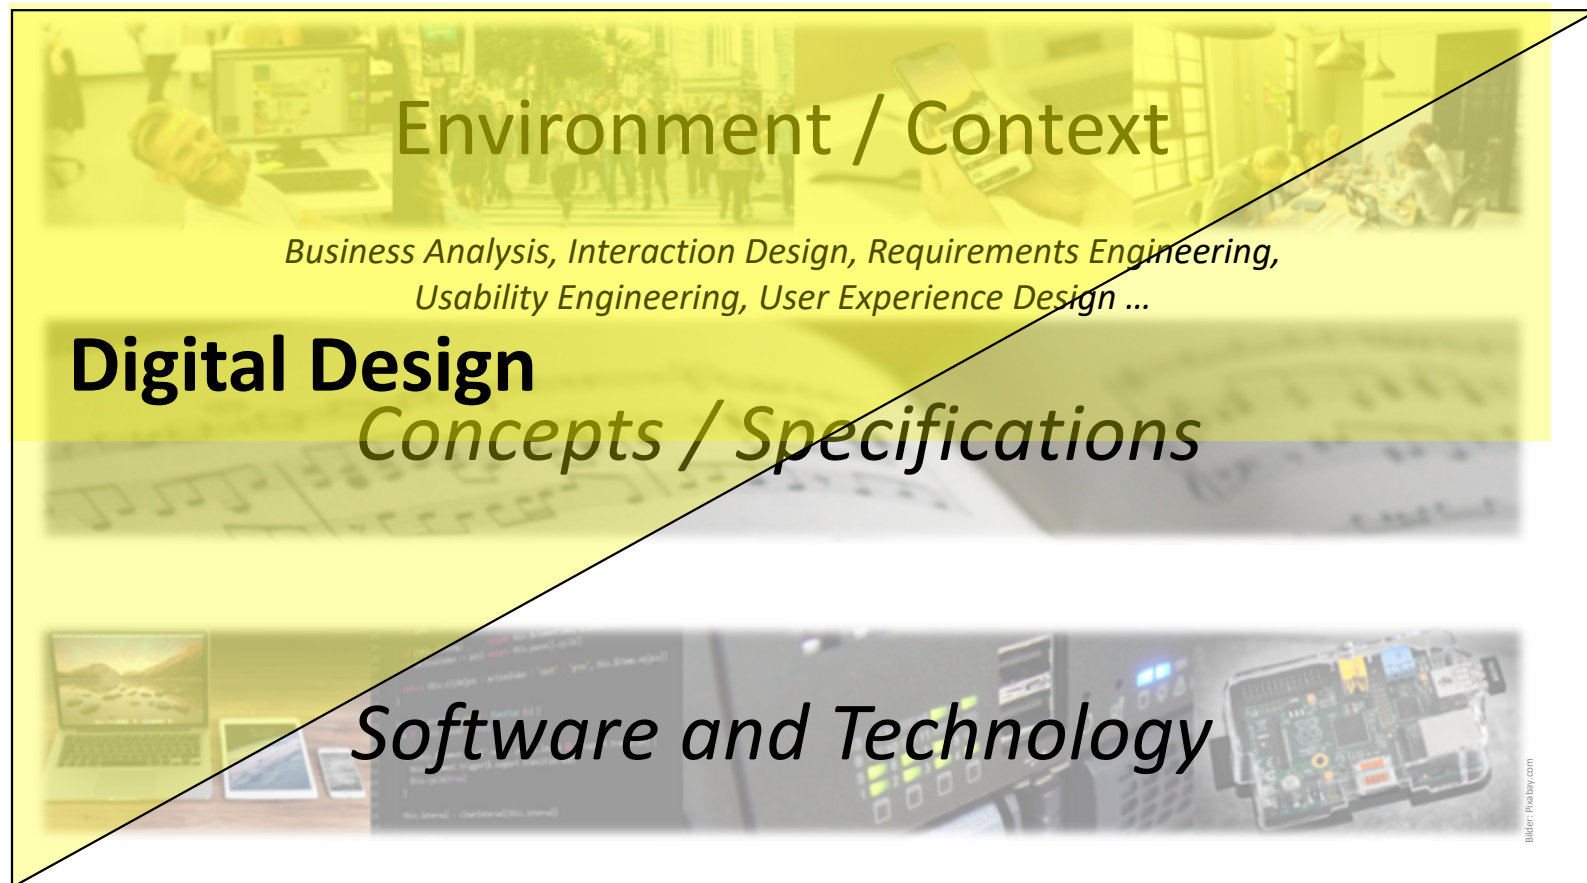 Environment / Context
Business Analysis, Interaction Design, Requirements Engineering,
Usability Engineering, User Experience Design …
Digital Design
Concepts / Specifications
Software and Technology
Bilder: Pixabay.com